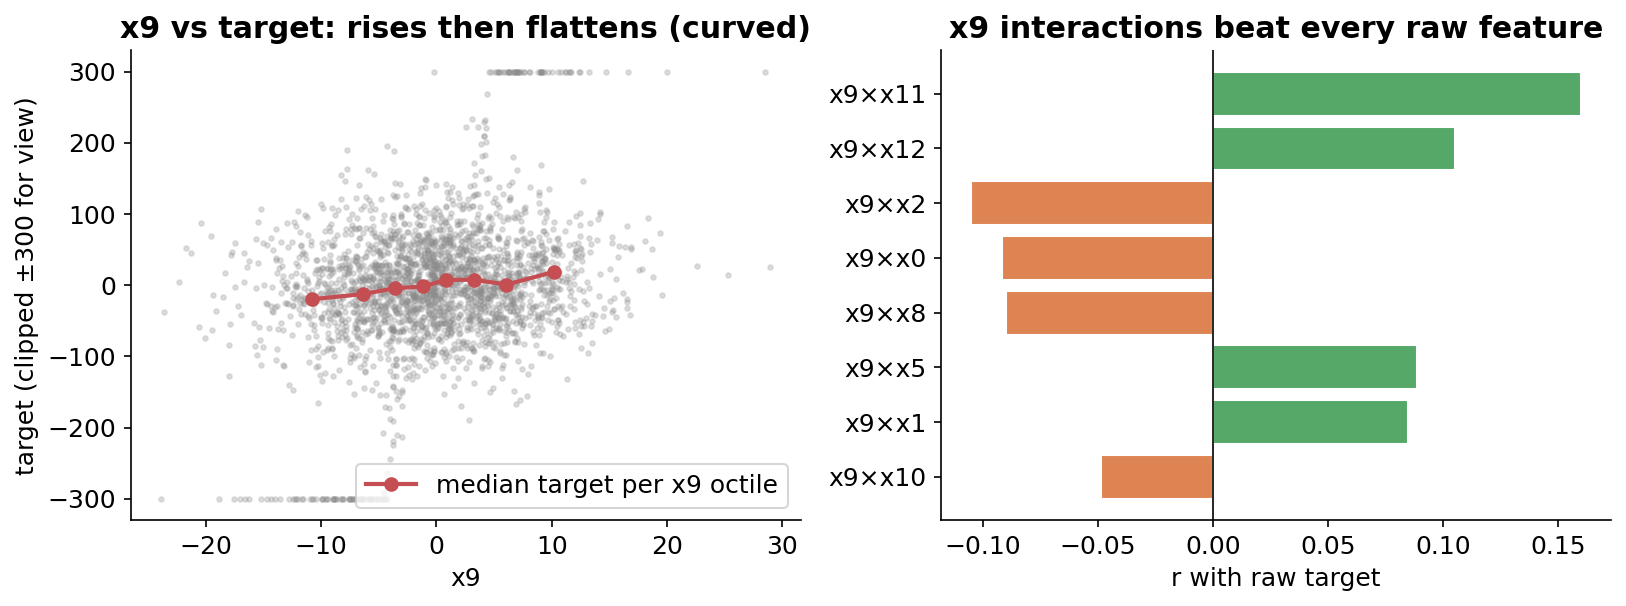 x9 vs target: rises then flattens (curved)
target (clipped ±300 for view)
300
200
100
0
−100
−200
−300
median target per x9 octile
−20
−10
0
10
20
30
x9
x9 interactions beat every raw feature
x9×x11
x9×x12
x9×x2
x9×x0
x9×x8
x9×x5
x9×x1
x9×x10
−0.10
−0.05
0.00
0.05
0.10
0.15
r with raw target